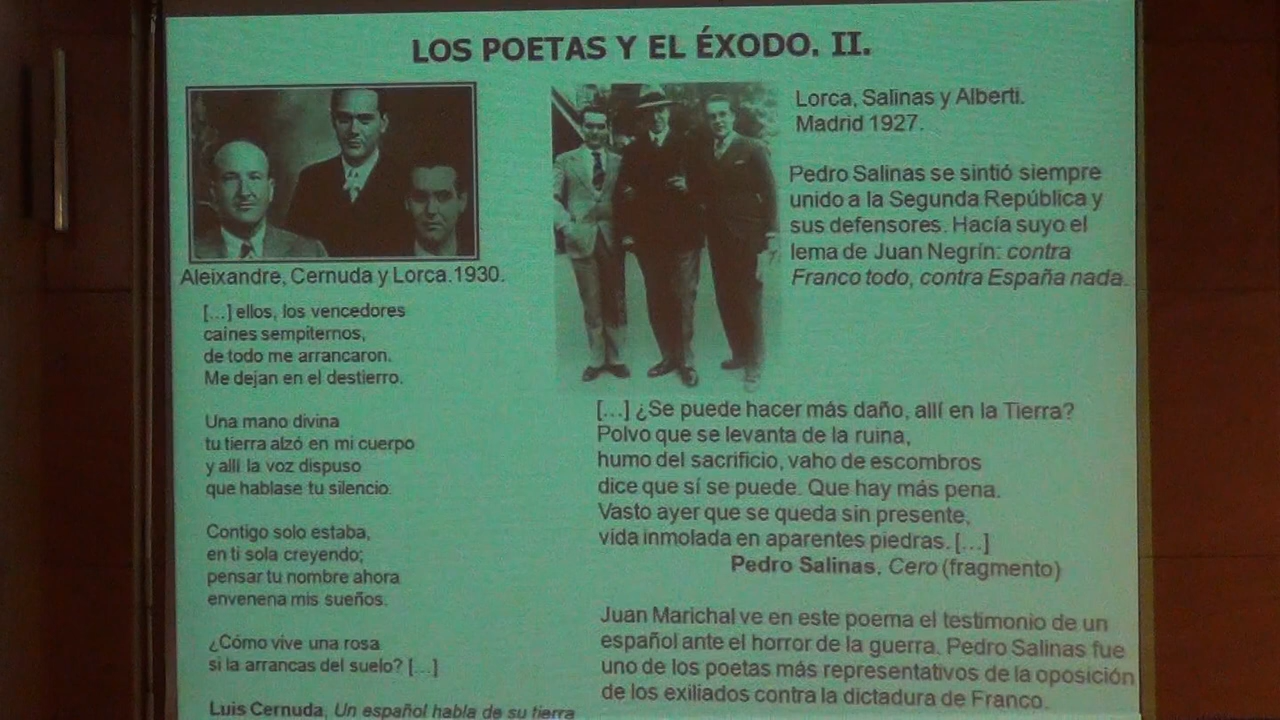 LOS POETAS Y EL ÉXODO. II.
Aleixandre, Cernuda y Lorca.1930.
[...] ellos, los vencedores
caines sempiternos,
de todo me arrancaron.
Me dejan en el destierro.
Una mano divina
tu tierra alzó en mi cuerpo
y allí la voz dispuso
que hablase tu silencio.
Contigo solo estaba,
en ti sola creyendo;
pensar tu nombre ahora
envenena mis sueños.
¿Cómo vive una rosa
si la arrancas del suelo? [...]
Luis Cernuda, Un español habla de su tierra
Lorca, Salinas y Alberti.
Madrid 1927.
Pedro Salinas se sintió siempre
unido a la Segunda República y
sus defensores. Hacía suyo el
lema de Juan Negrín: contra
Franco todo, contra España nada.
[...] ¿Se puede hacer más daño, allí en la Tierra?
Polvo que se levanta de la ruina,
humo del sacrificio, vaho de escombros
dice que sí se puede. Que hay más pena.
Vasto ayer que se queda sin presente,
vida inmolada en aparentes piedras. [...]
Pedro Salinas, Cero (fragmento)
Juan Marichal ve en este poema el testimonio de un
español ante el horror de la guerra. Pedro Salinas fue
uno de los poetas más representativos de la oposición
de los exiliados contra la dictadura de Franco.